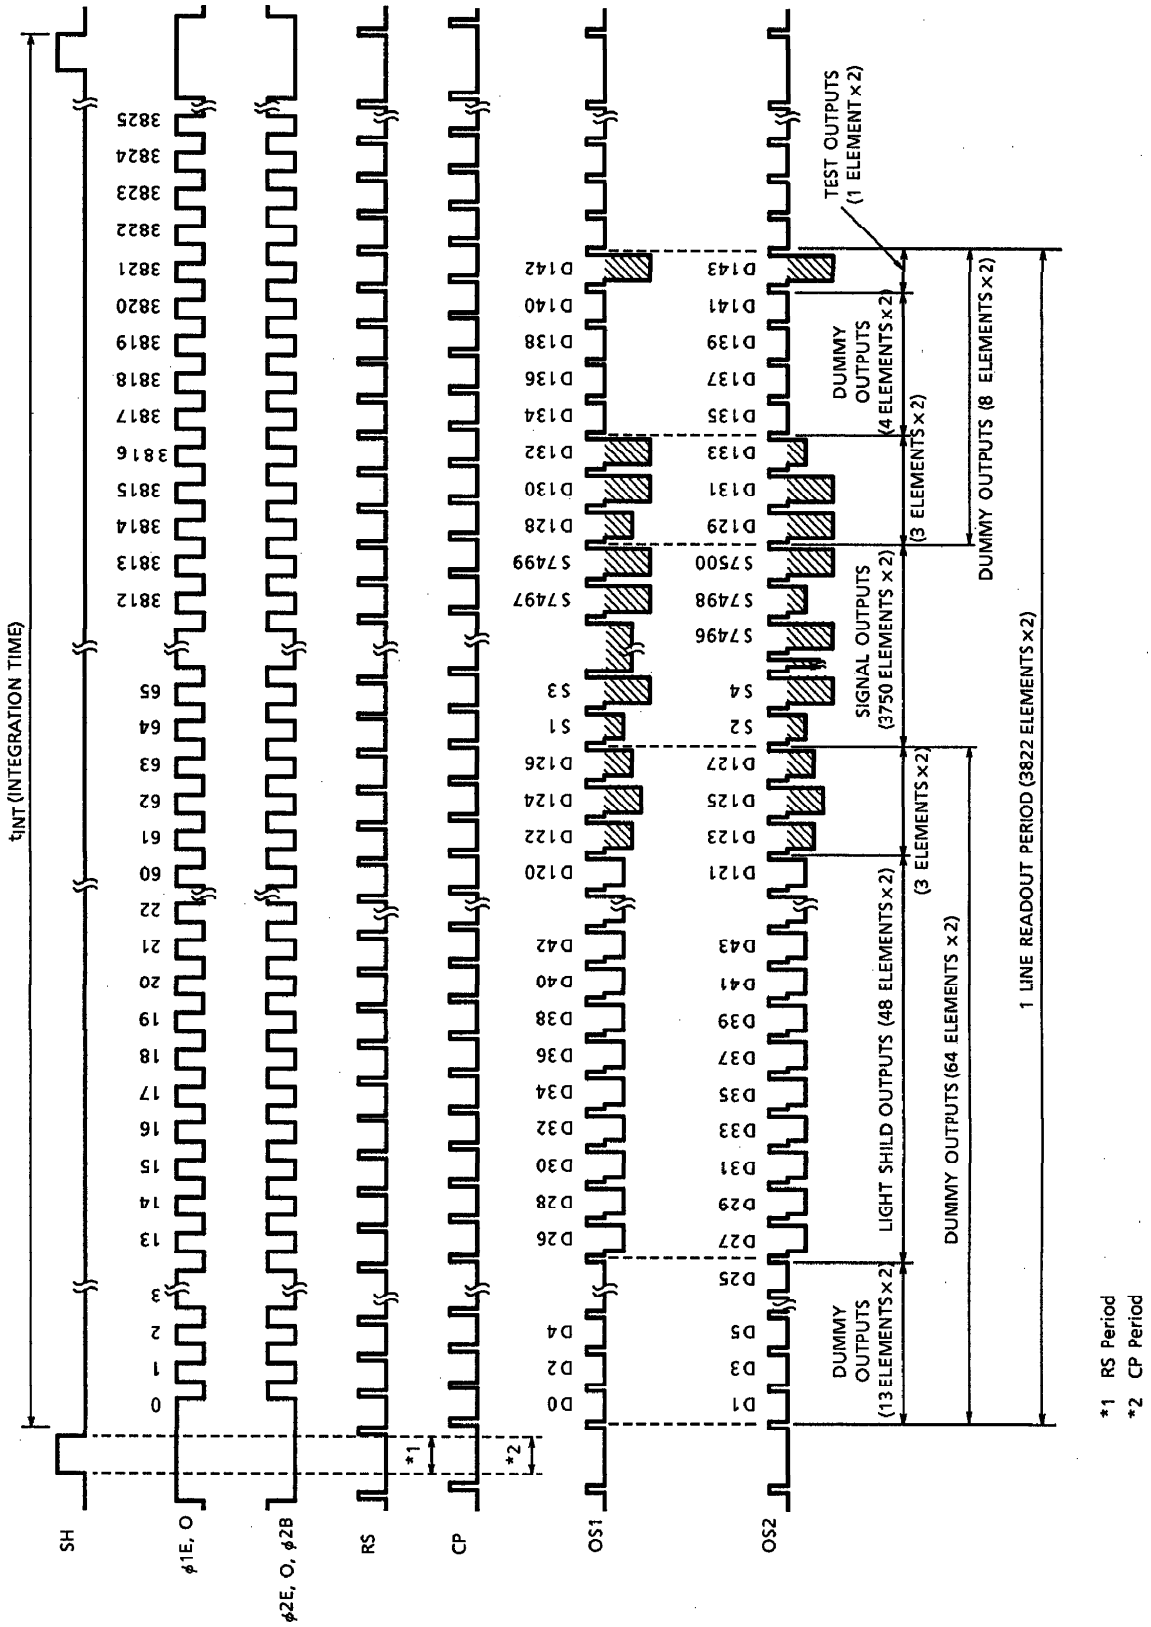 tINT (INTEGRATION TIME)
SH
φ1E, O
0 1 2 3 13 14 15 16 17 18 19 20 21 22 60 61 62 63 64 65 3812 3813 3814 3815 3816 3817 3818 3819 3820 3821 3822 3823 3824 3825
φ2E, O, φ2B
RS
*1
CP
*2
OS1
D0 D2 D4 D26 D28 D30 D32 D34 D36 D38 D40 D42 D120 D122 D124 D126 S1 S3 S7497 S7499 D128 D130 D132 D134 D136 D138 D140 D142
OS2
D1 D3 D5 D25 D27 D29 D31 D33 D35 D37 D39 D41 D43 D121 D123 D125 D127 S2 S4 S7496 S7498 S7500 D129 D131 D133 D135 D137 D139 D141 D143
DUMMY
OUTPUTS
(13 ELEMENTS x 2)
LIGHT SHILD OUTPUTS (48 ELEMENTS x 2)
(3 ELEMENTS x 2)
SIGNAL OUTPUTS
(3750 ELEMENTS x 2)
(3 ELEMENTS x 2)
DUMMY
OUTPUTS
(4 ELEMENTS x 2)
TEST OUTPUTS
(1 ELEMENT x 2)
DUMMY OUTPUTS (64 ELEMENTS x 2)
DUMMY OUTPUTS (8 ELEMENTS x 2)
1 LINE READOUT PERIOD (3822 ELEMENTS x 2)
*1 RS Period
*2 CP Period